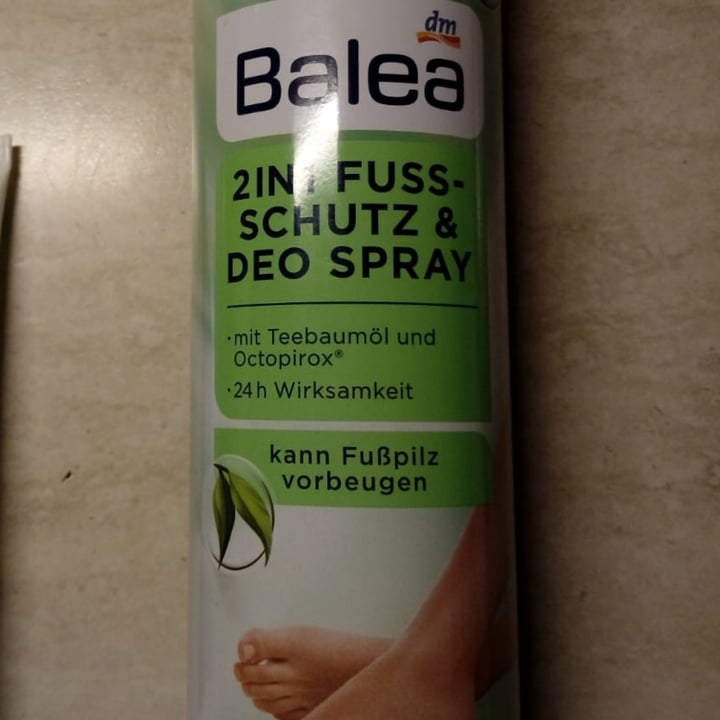 dm
Balea
2IN1 FUSS-
SCHUTZ &
DEO SPRAY
·mit Teebaumöl und
Octopirox®
·24h Wirksamkeit
kann Fußpilz
vorbeugen